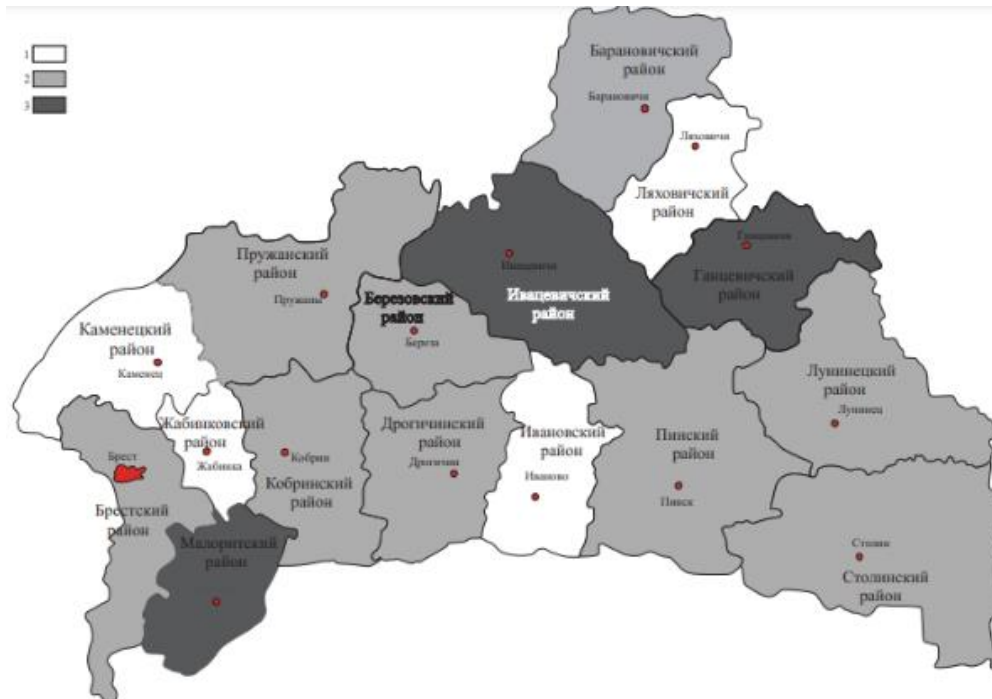 1
2
3
Барановичский
район
Барановичи
Ляховичи
Ляховичский
район
Ганцевичи
Ганцевичский
район
Пружанский
район
Пружаны
Ивацевичи
Ивацевичский
район
Березовский
район
Береза
Каменецкий
район
Каменец
Лунинецкий
район
Лунинец
Жабинковский
район
Жабинка
Дрогичинский
район
Дрогичин
Ивановский
район
Иваново
Пинский
район
Пинск
Брест
Брестский
район
Кобрин
Кобринский
район
Малоритский
район
Столин
Столинский
район